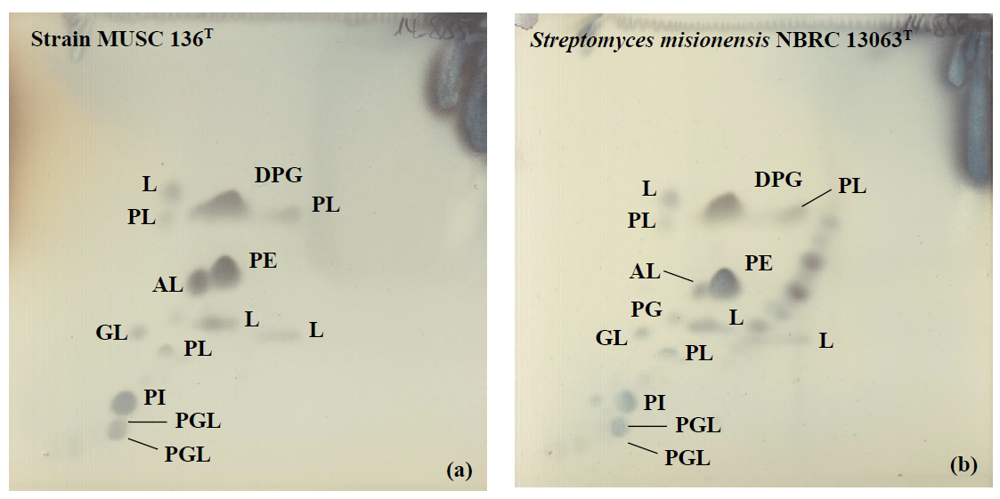 Strain MUSC 136ᵀ
DPG
L
PL
PL
PE
AL
L
GL
L
PL
PI
PGL
PGL
(a)
Streptomyces misionensis NBRC 13063ᵀ
DPG
PL
L
PL
PE
AL
PG
L
GL
L
PL
PI
PGL
PGL
(b)